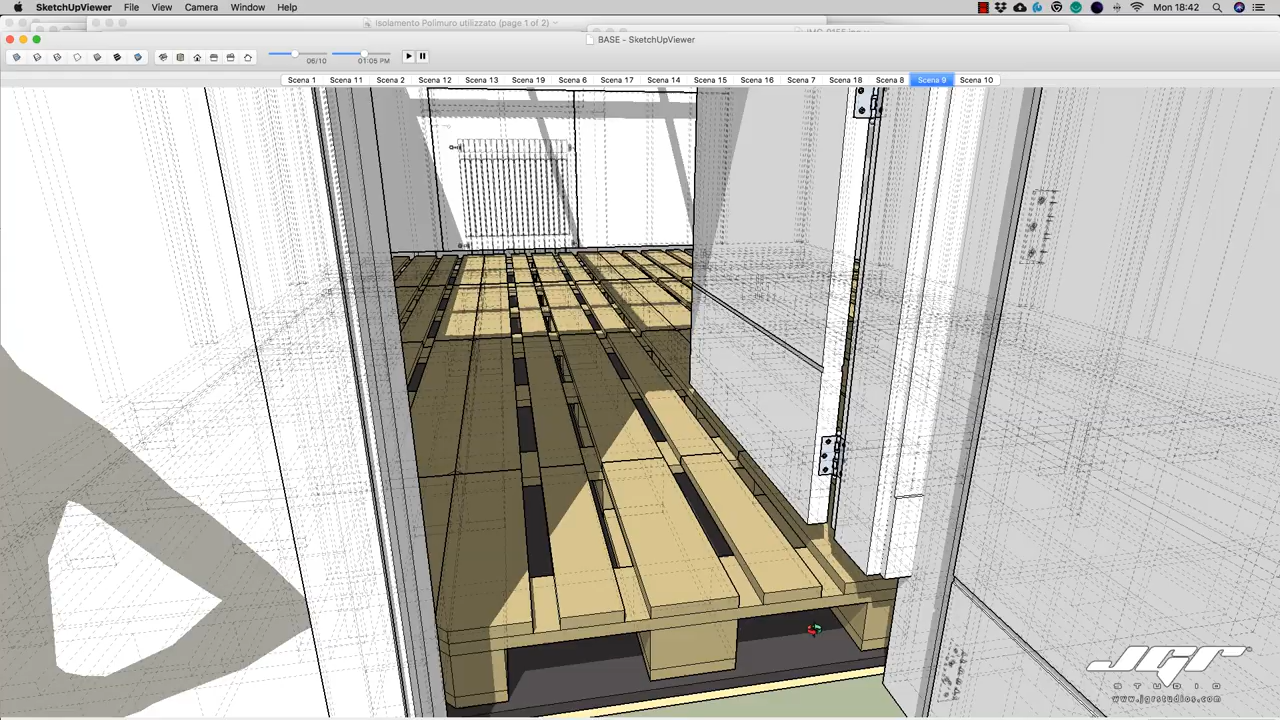 SketchUpViewer File View Camera Window Help Mon 18:42
Isolamento Polimuro utilizzato (page 1 of 2)
BASE - SketchUpViewer
06/10 01:05 PM
Scena 1 Scena 11 Scena 2 Scena 12 Scena 13 Scena 19 Scena 6 Scena 17 Scena 14 Scena 15 Scena 16 Scena 7 Scena 18 Scena 8 Scena 9 Scena 10
JGR
STUDIO
www.jgrstudios.com